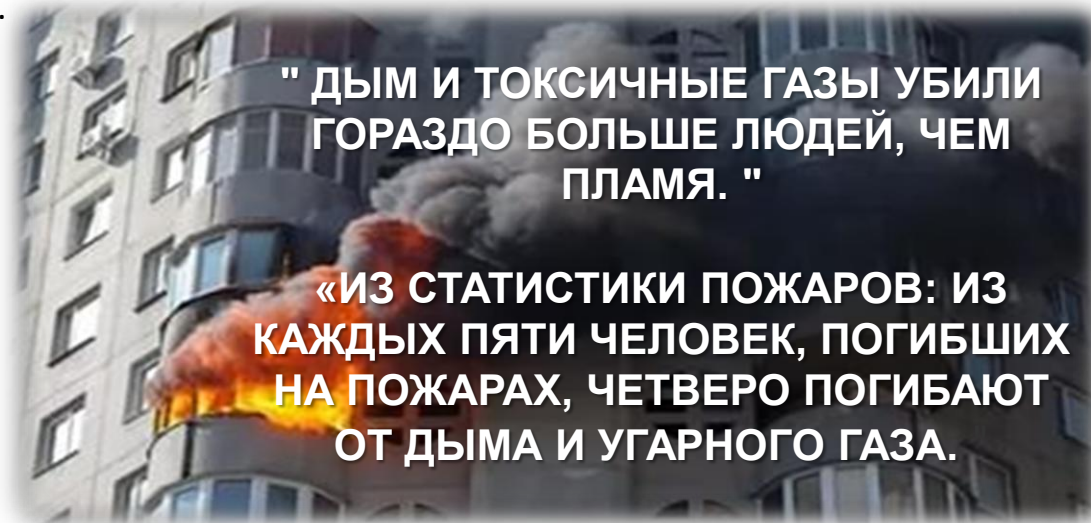 " ДЫМ И ТОКСИЧНЫЕ ГАЗЫ УБИЛИ
ГОРАЗДО БОЛЬШЕ ЛЮДЕЙ, ЧЕМ
ПЛАМЯ. "
«ИЗ СТАТИСТИКИ ПОЖАРОВ: ИЗ
КАЖДЫХ ПЯТИ ЧЕЛОВЕК, ПОГИБШИХ
НА ПОЖАРАХ, ЧЕТВЕРО ПОГИБАЮТ
ОТ ДЫМА И УГАРНОГО ГАЗА.